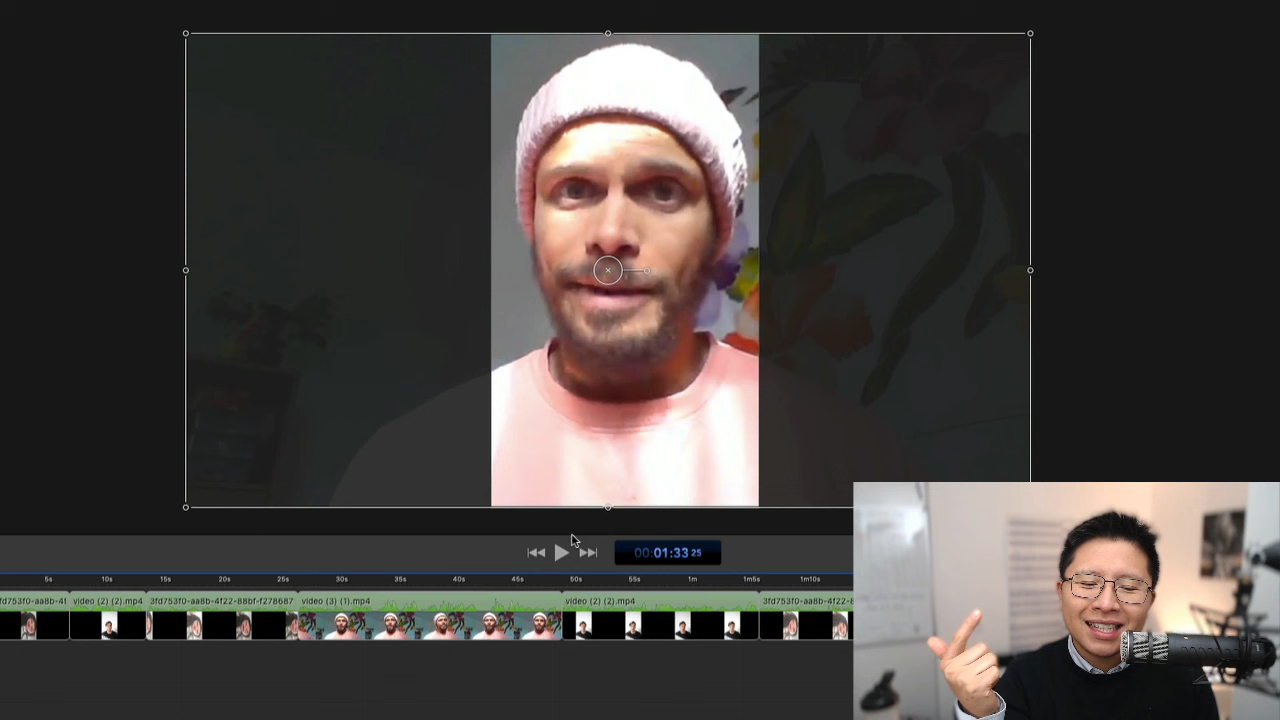 00:01:33 25
5s 10s 15s 20s 25s 30s 35s 40s 45s 50s 55s 1m 1m5s 1m10s
fd753f0-aa8b-4f video (2) (2).mp4 3fd753f0-aa8b-4f22-88bf-f278687 video (3) (1).mp4 video (2) (2).mp4 3fd753f0-aa8b-4f22-b